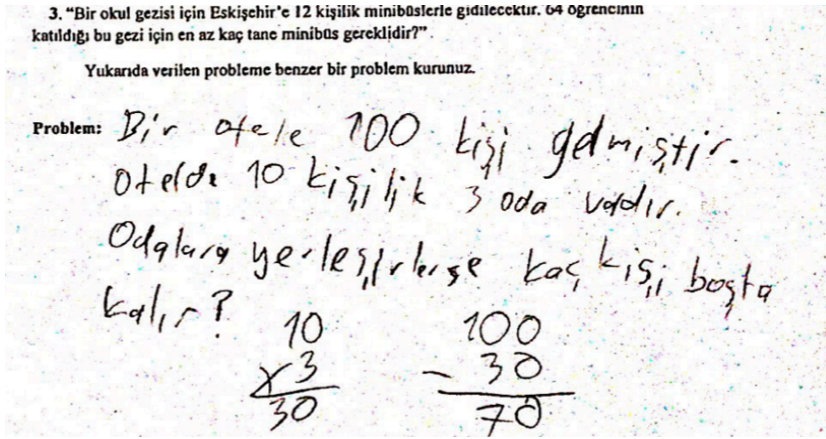 3. “Bir okul gezisi için Eskişehir’e 12 kişilik minibüslerle gidilecektir. 64 öğrencinin
katıldığı bu gezi için en az kaç tane minibüs gereklidir?”
Yukarıda verilen probleme benzer bir problem kurunuz.
Problem: Bir otele 100 kişi gelmiştir.
Otelde 10 kişilik 3 oda vardır.
Odalara yerleşirlerse kaç kişi boşta
kalır?
10 100
x3 - 30
30 70